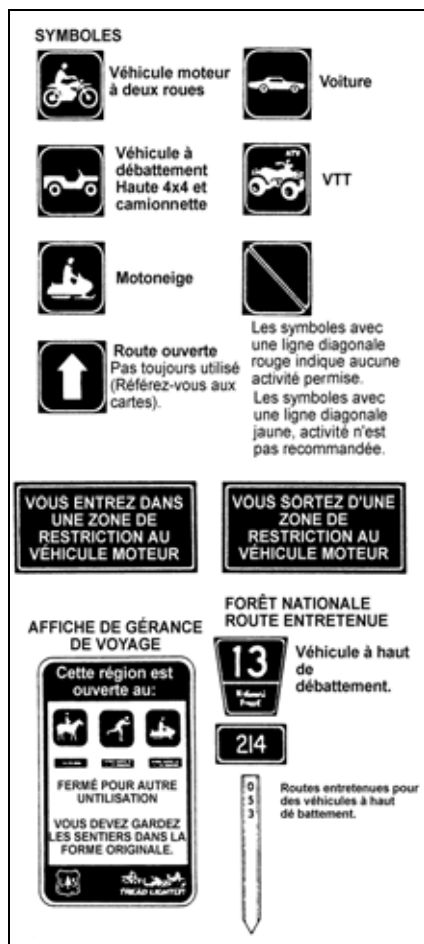 SYMBOLES
Véhicule moteur
à deux roues
Voiture
Véhicule à
débattement
Haute 4x4 et
camionnette
ATV
VTT
Motoneige
Les symboles avec
une ligne diagonale
rouge indique aucune
activité permise.
Les symboles avec
une ligne diagonale
jaune, activité n'est
pas recommandée.
Route ouverte
Pas toujours utilisé
(Référez-vous aux
cartes).
VOUS ENTREZ DANS
UNE ZONE DE
RESTRICTION AU
VÉHICULE MOTEUR
VOUS SORTEZ D'UNE
ZONE DE
RESTRICTION AU
VÉHICULE MOTEUR
AFFICHE DE GÉRANCE
DE VOYAGE
Cette région est
ouverte au:
FERMÉ POUR AUTRE
UNTILISATION
VOUS DEVEZ GARDEZ
LES SENTIERS DANS LA
FORME ORIGINALE.
TREAD LIGHTLY
FORÊT NATIONALE
ROUTE ENTRETENUE
13
National
Forest
Véhicule à haut
de
débattement.
214
0
5
3
Routes entretenues pour
des véhicules à haut
dé battement.